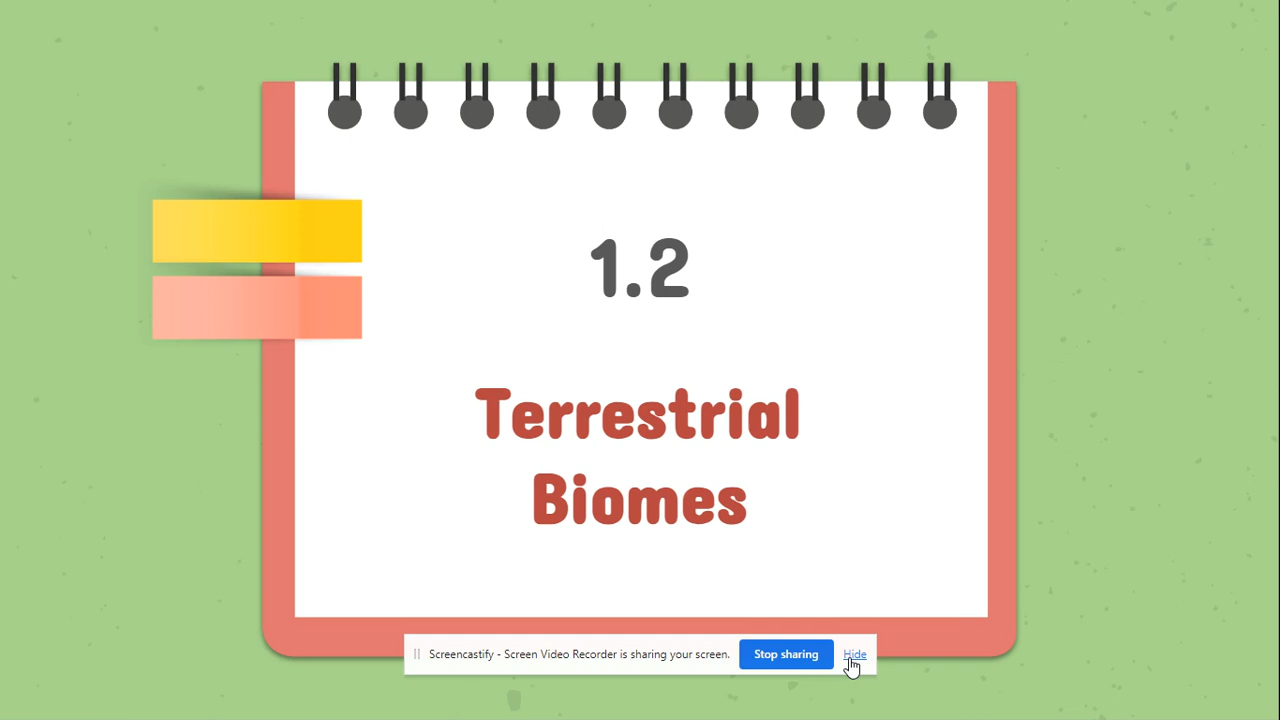 1.2
Terrestrial
Biomes
Screencastify - Screen Video Recorder is sharing your screen. Stop sharing Hide